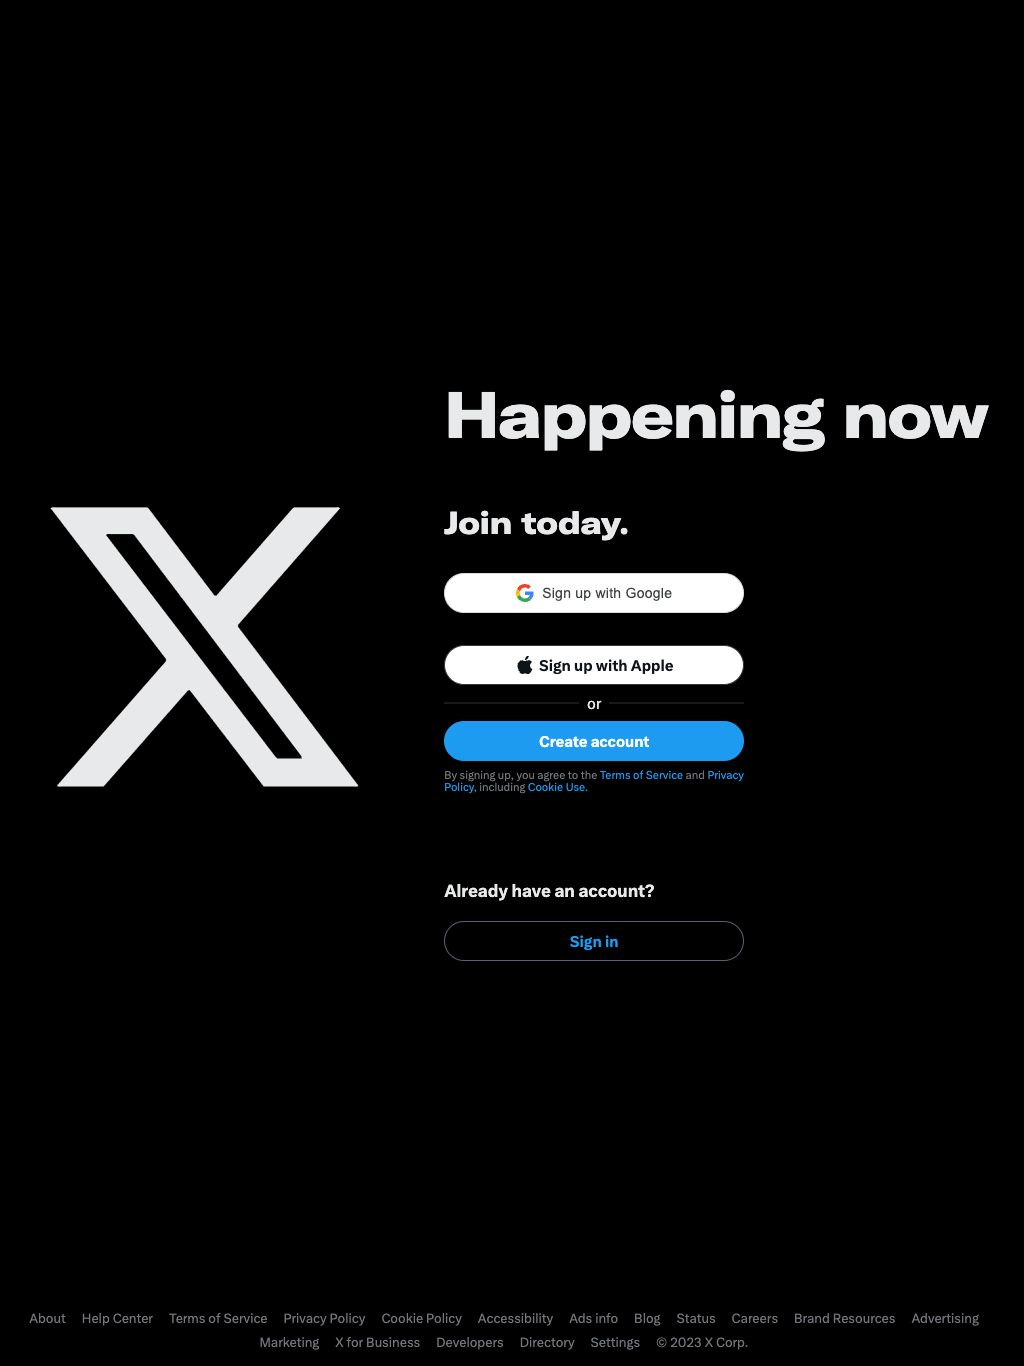 Happening now
Join today.
Sign up with Google
Sign up with Apple
or
Create account
By signing up, you agree to the Terms of Service and Privacy
Policy, including Cookie Use.
Already have an account?
Sign in
About Help Center Terms of Service Privacy Policy Cookie Policy Accessibility Ads info Blog Status Careers Brand Resources Advertising
Marketing X for Business Developers Directory Settings © 2023 X Corp.